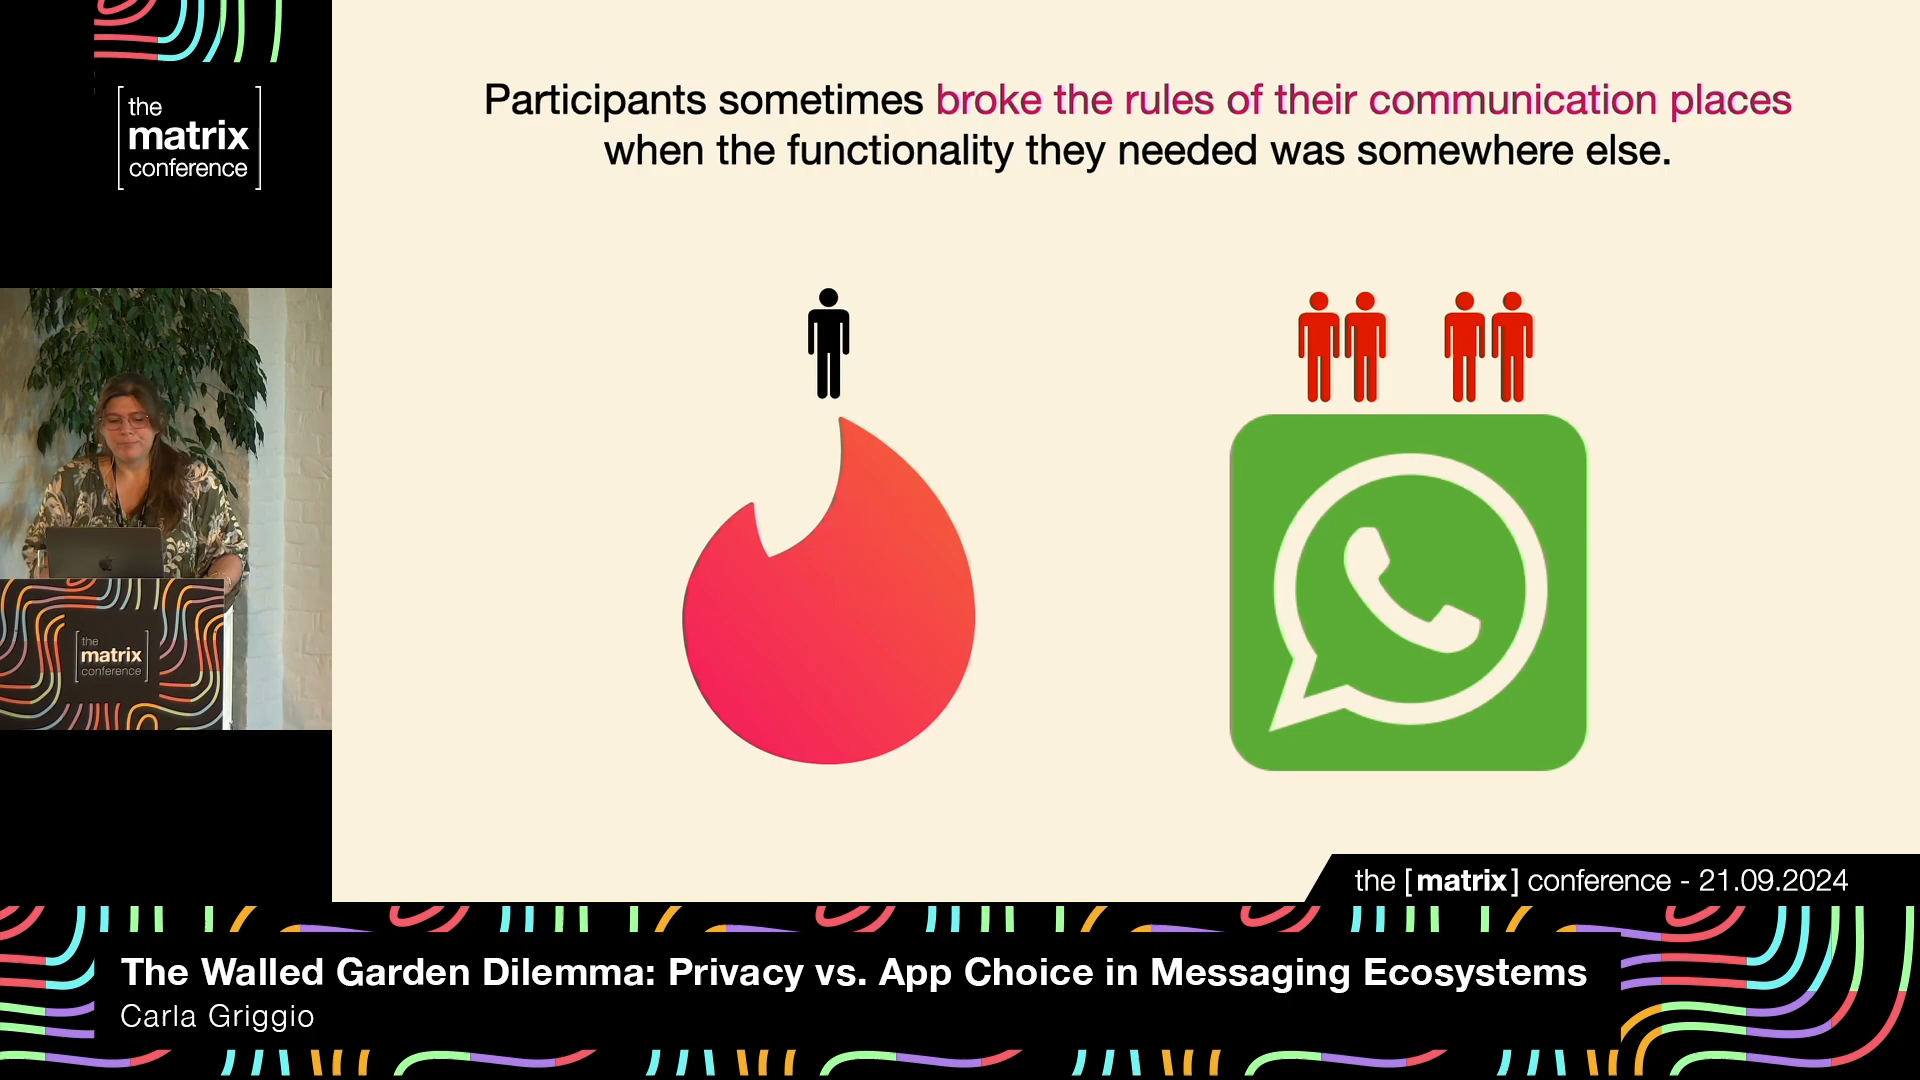 the
matrix
conference
Participants sometimes broke the rules of their communication places
when the functionality they needed was somewhere else.
the
matrix
conference
the [matrix] conference - 21.09.2024
The Walled Garden Dilemma: Privacy vs. App Choice in Messaging Ecosystems
Carla Griggio